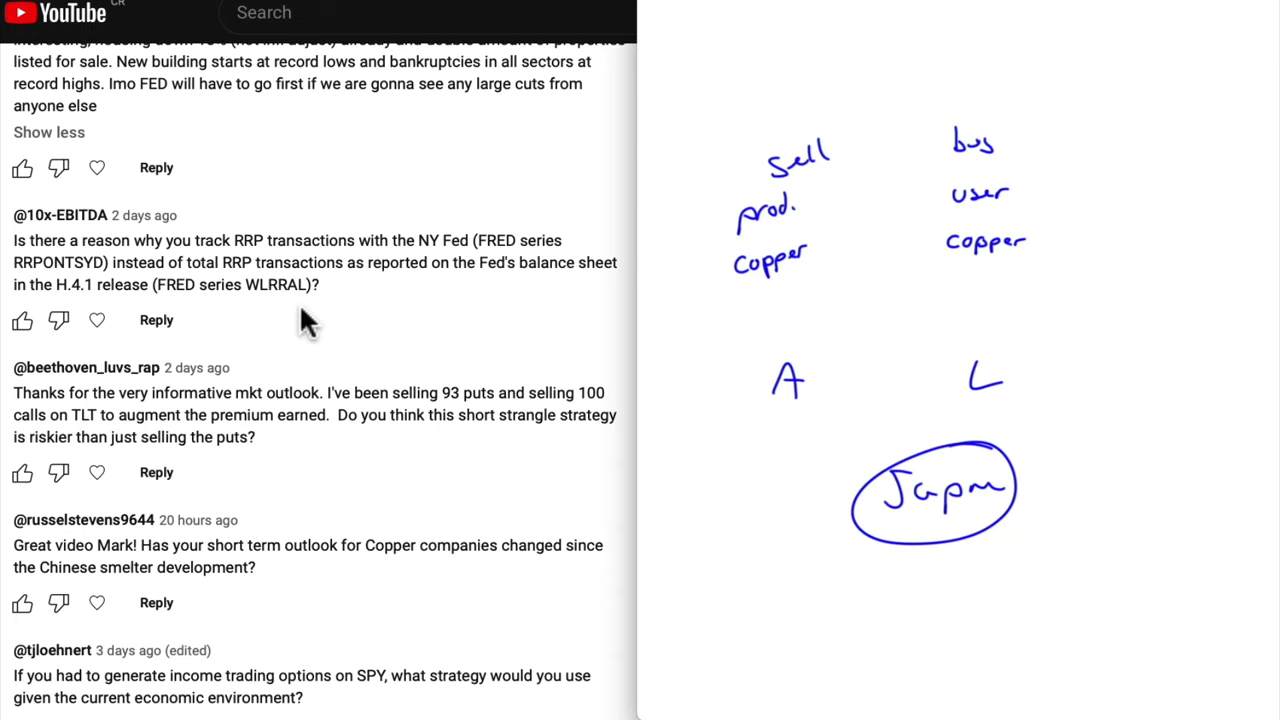 CR
YouTube
Search
listed for sale. New building starts at record lows and bankruptcies in all sectors at
record highs. Imo FED will have to go first if we are gonna see any large cuts from
anyone else
Show less
Reply
@10x-EBITDA 2 days ago
Is there a reason why you track RRP transactions with the NY Fed (FRED series
RRPONTSYD) instead of total RRP transactions as reported on the Fed's balance sheet
in the H.4.1 release (FRED series WLRRAL)?
Reply
@beethoven_luvs_rap 2 days ago
Thanks for the very informative mkt outlook. I've been selling 93 puts and selling 100
calls on TLT to augment the premium earned.  Do you think this short strangle strategy
is riskier than just selling the puts?
Reply
@russelstevens9644 20 hours ago
Great video Mark! Has your short term outlook for Copper companies changed since
the Chinese smelter development?
Reply
@tjloehnert 3 days ago (edited)
If you had to generate income trading options on SPY, what strategy would you use
given the current economic environment?
sell
prod. user
copper copper
A L
Japan